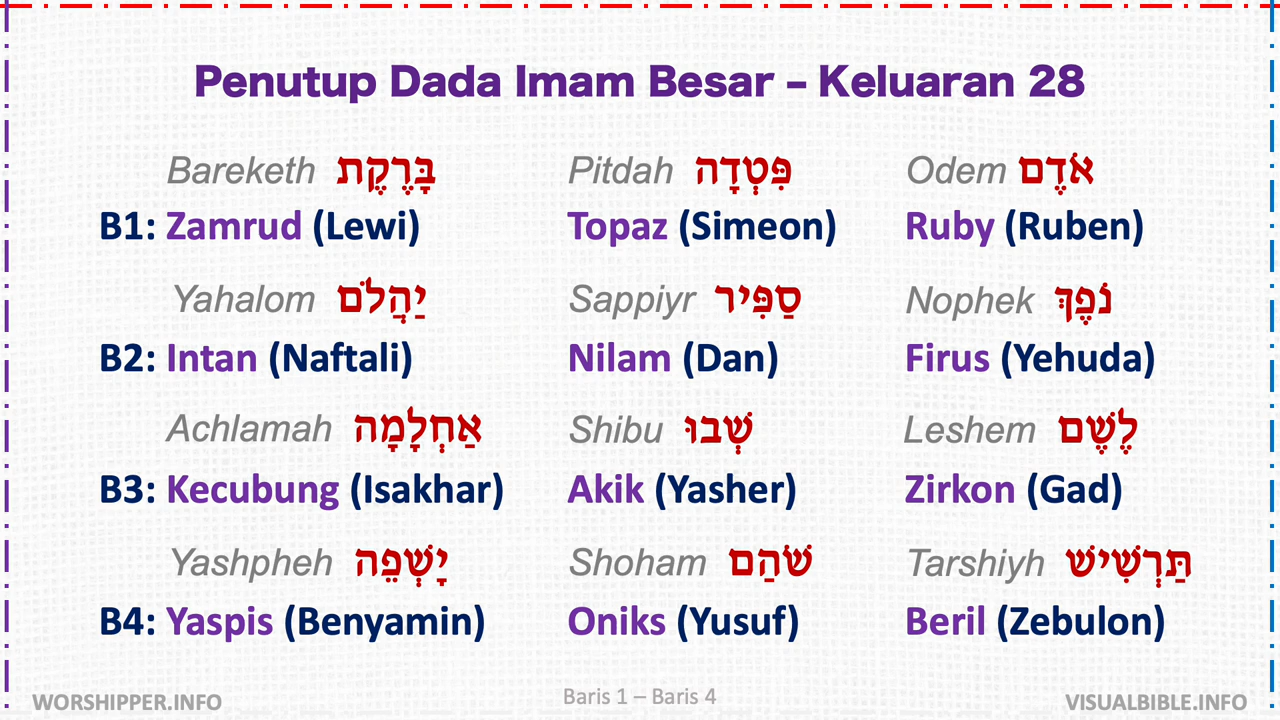 Penutup Dada Imam Besar – Keluaran 28
Bareketh בָּרֶקֶת Pitdah פִּטְדָה Odem אֹדֶם
B1: Zamrud (Lewi) Topaz (Simeon) Ruby (Ruben)
Yahalom יַהֲלֹם Sappiyr סַפִּיר Nophek נֹפֶךְ
B2: Intan (Naftali) Nilam (Dan) Firus (Yehuda)
Achlamah אַחְלָמָה Shibu שְׁבוּ Leshem לֶשֶׁם
B3: Kecubung (Isakhar) Akik (Yasher) Zirkon (Gad)
Yashpheh יָשְׁפֵה Shoham שֹׁהַם Tarshiyh תַּרְשִׁישׁ
B4: Yaspis (Benyamin) Oniks (Yusuf) Beril (Zebulon)
WORSHIPPER.INFO Baris 1 – Baris 4 VISUALBIBLE.INFO